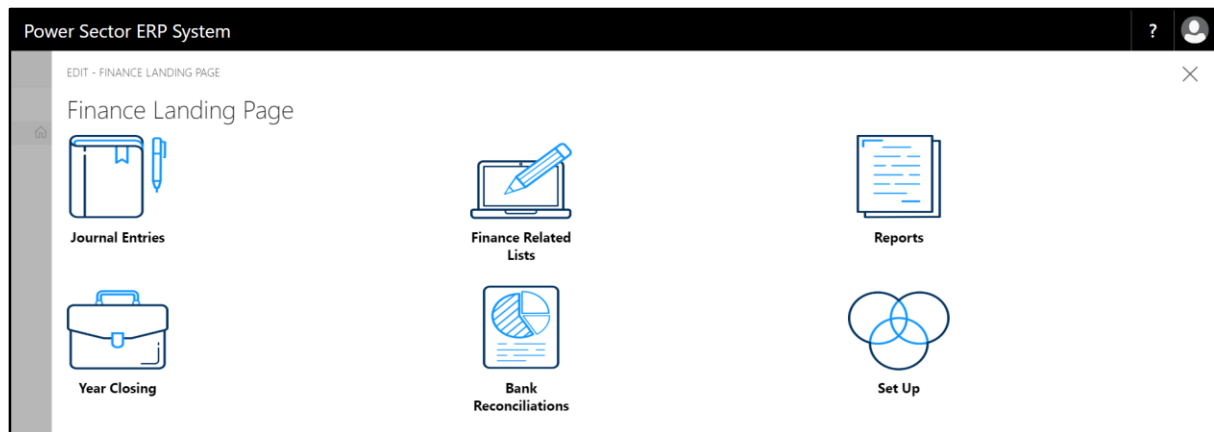 Power Sector ERP System
?
EDIT - FINANCE LANDING PAGE
Finance Landing Page
Journal Entries
Finance Related
Lists
Reports
Year Closing
Bank
Reconciliations
Set Up